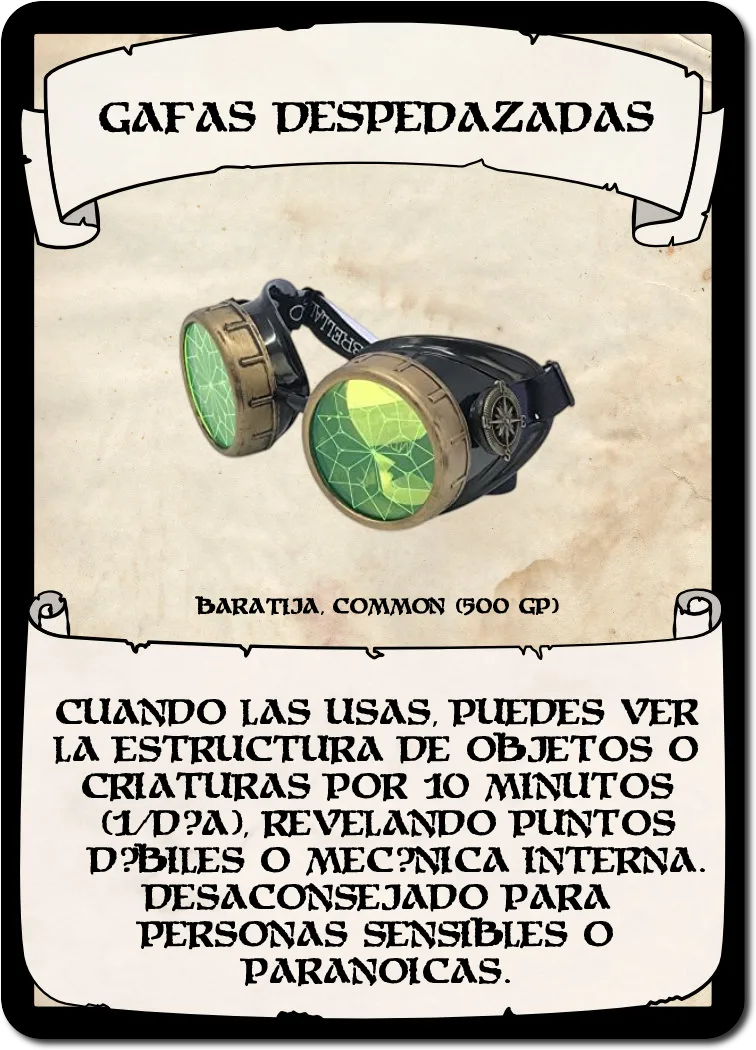 GAFAS DESPEDAZADAS
BARATIJA, COMMON (500 GP)
CUANDO LAS USAS, PUEDES VER
LA ESTRUCTURA DE OBJETOS O
CRIATURAS POR 10 MINUTOS
(1/D?A), REVELANDO PUNTOS
D?BILES O MEC?NICA INTERNA.
DESACONSEJADO PARA
PERSONAS SENSIBLES O
PARANOICAS.